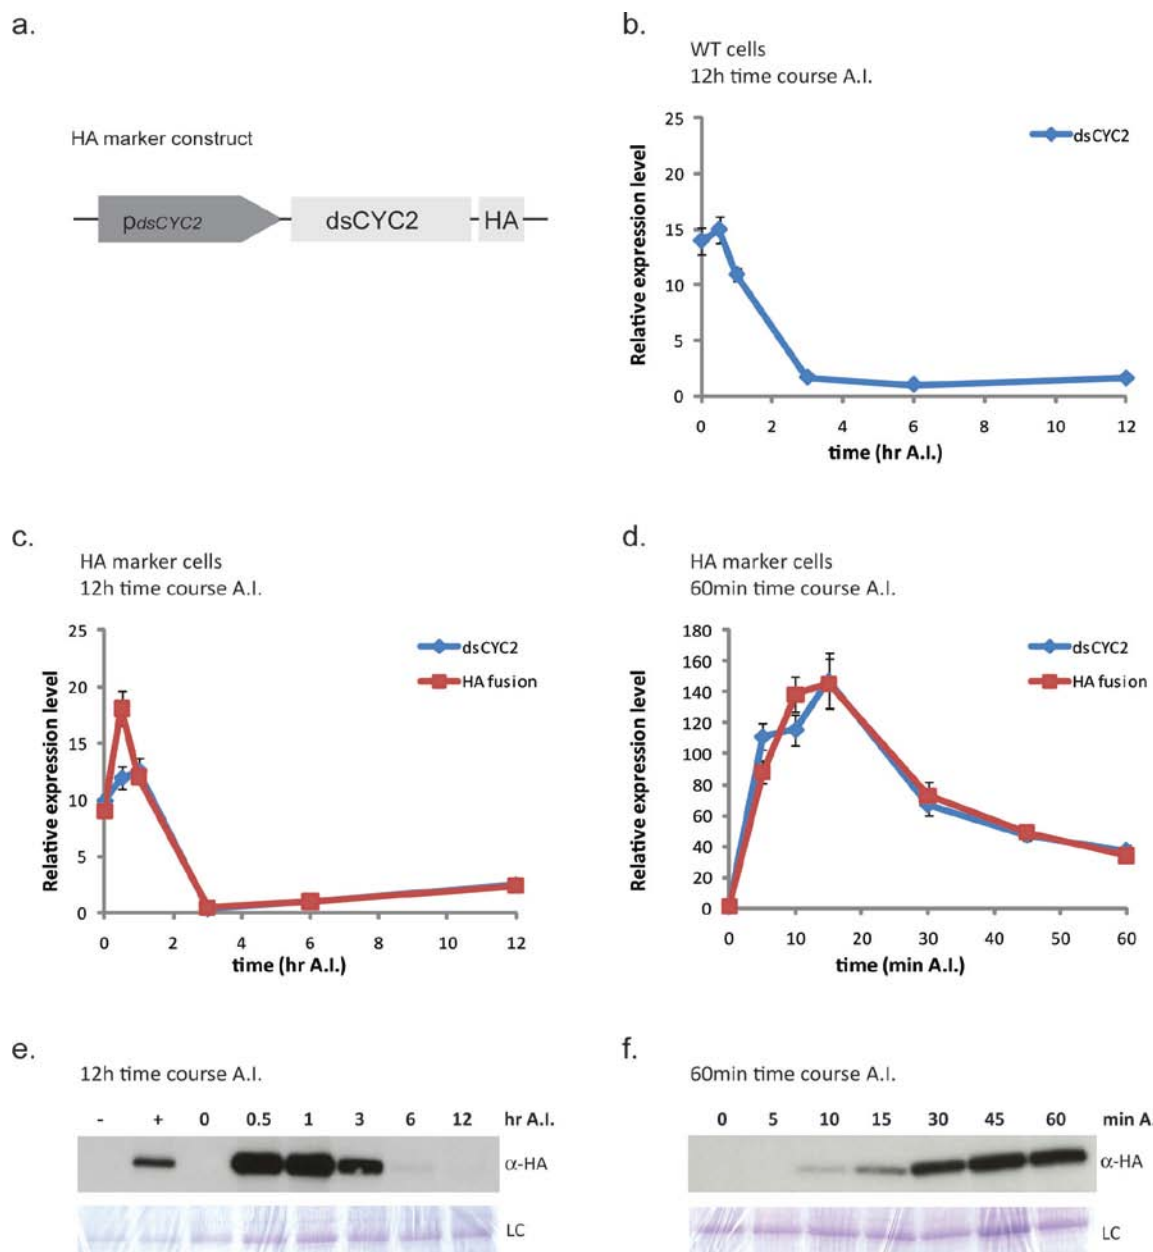 a.
HA marker construct
pdsCYC2
dsCYC2
HA
b.
WT cells
12h time course A.I.
dsCYC2
Relative expression level
25
20
15
10
5
0
0 2 4 6 8 10 12
time (hr A.I.)
c.
HA marker cells
12h time course A.I.
dsCYC2
HA fusion
Relative expression level
25
20
15
10
5
0
0 2 4 6 8 10 12
time (hr A.I.)
d.
HA marker cells
60min time course A.I.
dsCYC2
HA fusion
Relative expression level
180
160
140
120
100
80
60
40
20
0
0 10 20 30 40 50 60
time (min A.I.)
e.
12h time course A.I.
- + 0 0.5 1 3 6 12 hr A.I.
α-HA
LC
f.
60min time course A.I.
0 5 10 15 30 45 60 min A.
α-HA
LC